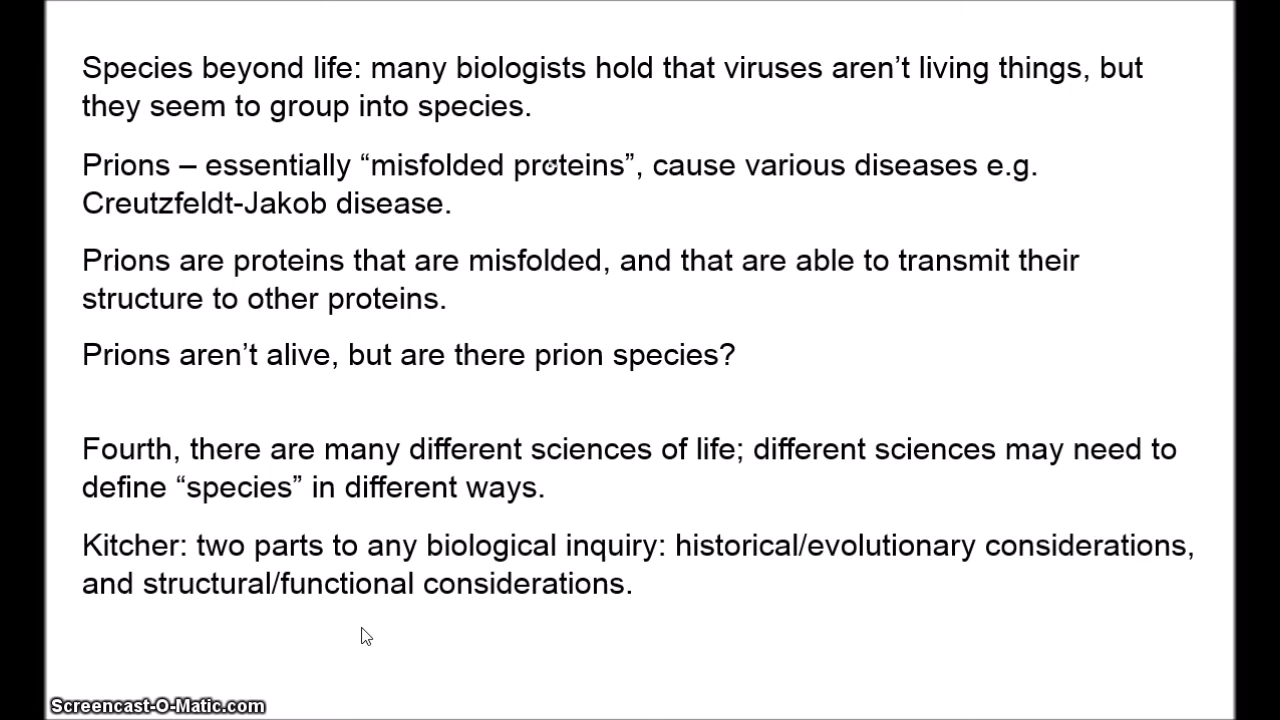 Species beyond life: many biologists hold that viruses aren’t living things, but
they seem to group into species.
Prions – essentially “misfolded proteins”, cause various diseases e.g.
Creutzfeldt-Jakob disease.
Prions are proteins that are misfolded, and that are able to transmit their
structure to other proteins.
Prions aren’t alive, but are there prion species?
Fourth, there are many different sciences of life; different sciences may need to
define “species” in different ways.
Kitcher: two parts to any biological inquiry: historical/evolutionary considerations,
and structural/functional considerations.
Screencast-O-Matic.com